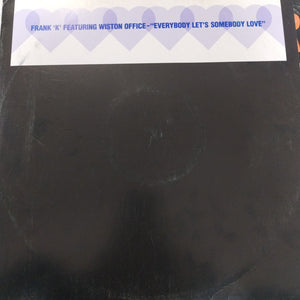 FRANK 'K' FEATURING WISTON OFFICE-"EVERYBODY LET'S SOMEBODY LOVE"